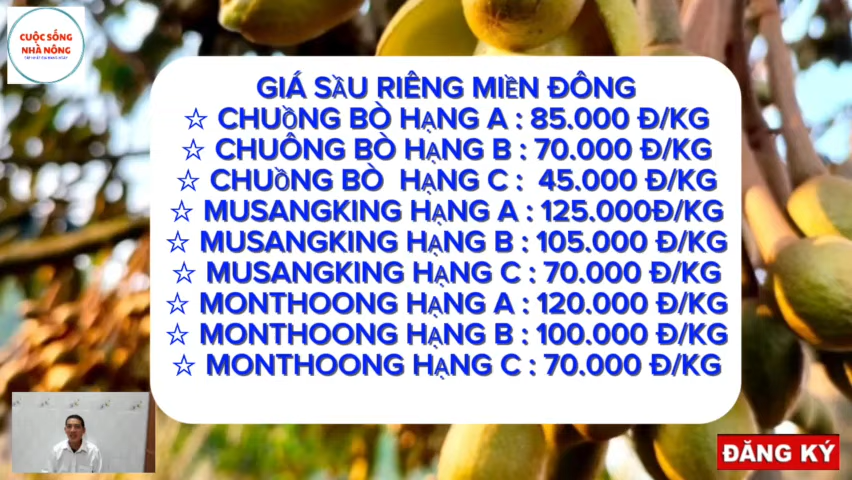 CUỘC SỐNG
NHÀ NÔNG
GIÁ SẦU RIÊNG MIỀN ĐÔNG
☆ CHUỒNG BÒ HẠNG A : 85.000 Đ/KG
☆ CHUÔNG BÒ HẠNG B : 70.000 Đ/KG
☆ CHUỒNG BÒ HẠNG C : 45.000 Đ/KG
☆ MUSANGKING HẠNG A : 125.000Đ/KG
☆ MUSANGKING HẠNG B : 105.000 Đ/KG
☆ MUSANGKING HẠNG C : 70.000 Đ/KG
☆ MONTHOONG HẠNG A : 120.000 Đ/KG
☆ MONTHOONG HẠNG B : 100.000 Đ/KG
☆ MONTHOONG HẠNG C : 70.000 Đ/KG
ĐĂNG KÝ